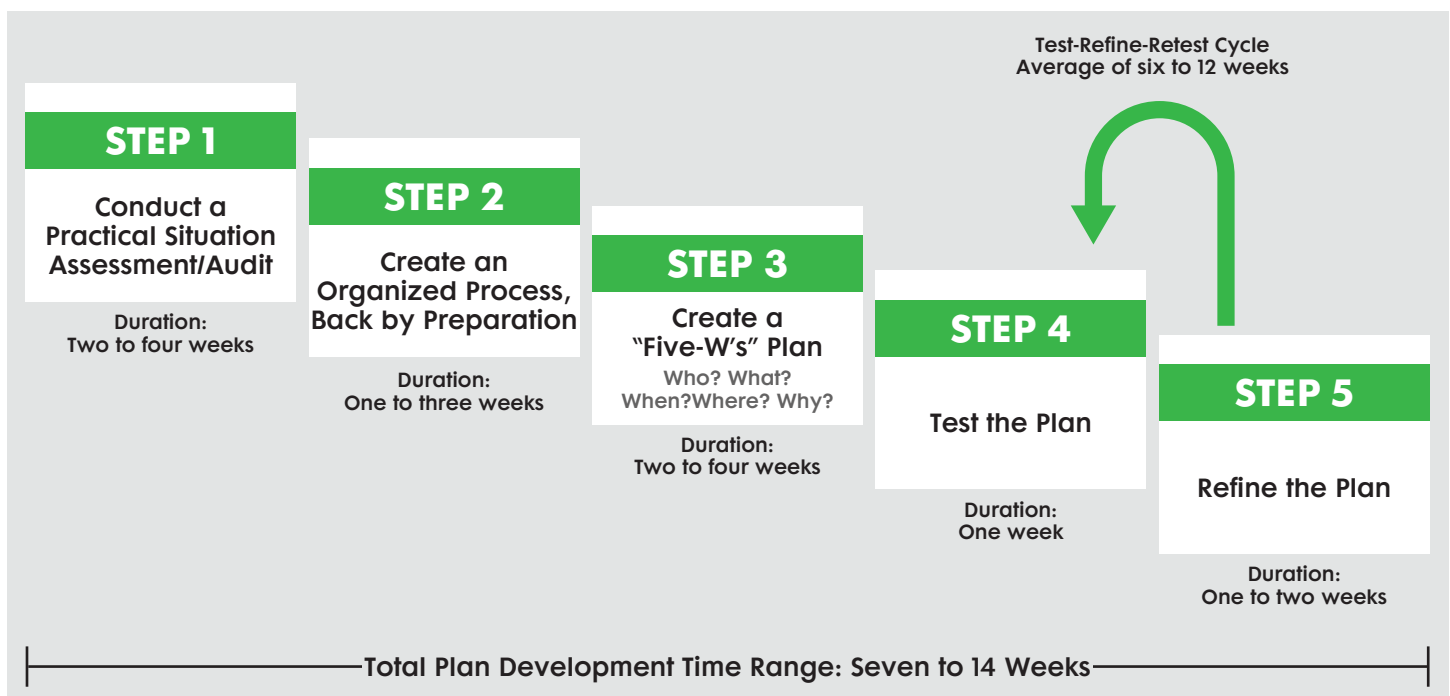 Test-Refine-Retest Cycle
Average of six to 12 weeks
STEP 1
Conduct a
Practical Situation
Assessment/Audit
Duration:
Two to four weeks
STEP 2
Create an
Organized Process,
Back by Preparation
Duration:
One to three weeks
STEP 3
Create a
“Five-W’s” Plan
Who? What?
When?Where? Why?
Duration:
Two to four weeks
STEP 4
Test the Plan
Duration:
One week
STEP 5
Refine the Plan
Duration:
One to two weeks
Total Plan Development Time Range: Seven to 14 Weeks